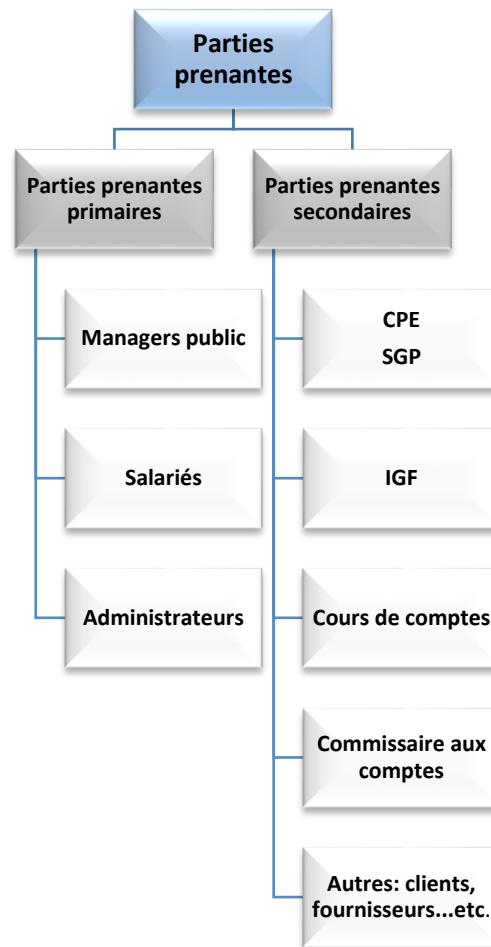 Parties
prenantes
Parties prenantes
primaires
Managers public
Salariés
Administrateurs
Parties prenantes
secondaires
CPE
SGP
IGF
Cours de comptes
Commissaire aux
comptes
Autres: clients,
fournisseurs...etc.